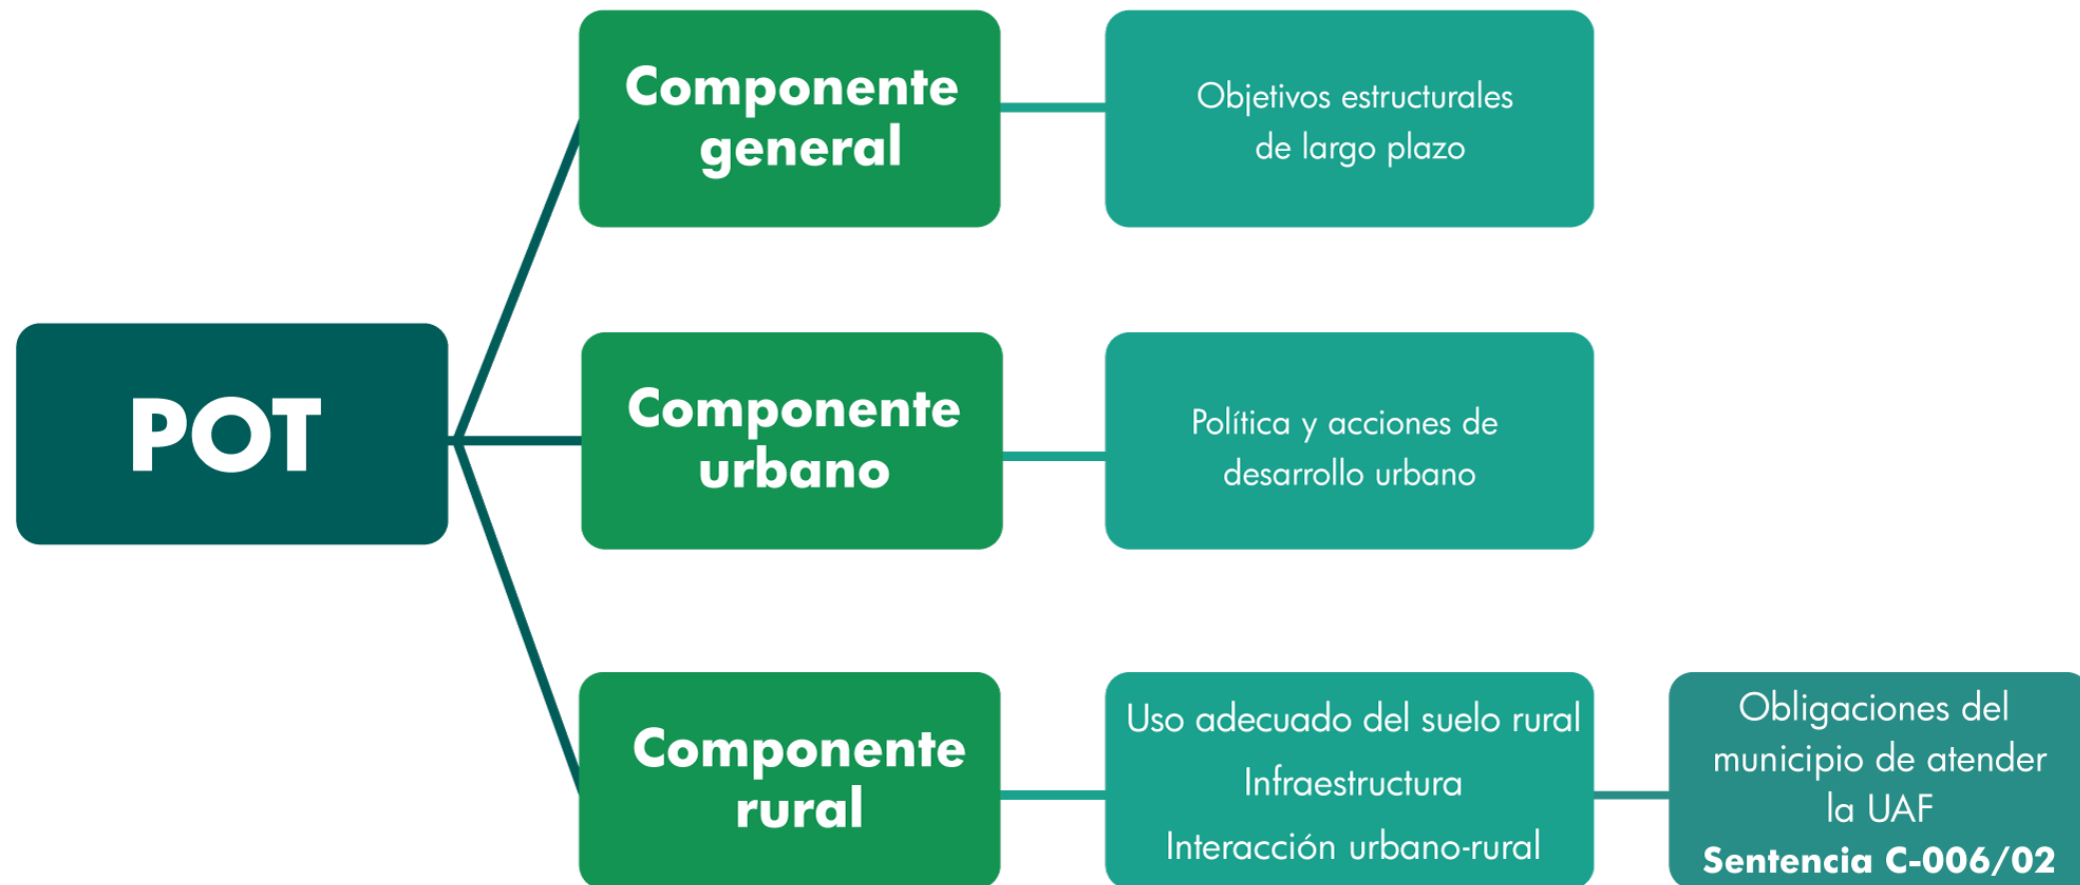 POT
Componente
general
Objetivos estructurales
de largo plazo
Componente
urbano
Política y acciones de
desarrollo urbano
Componente
rural
Uso adecuado del suelo rural
Infraestructura
Interacción urbano-rural
Obligaciones del
municipio de atender
la UAF
Sentencia C-006/02